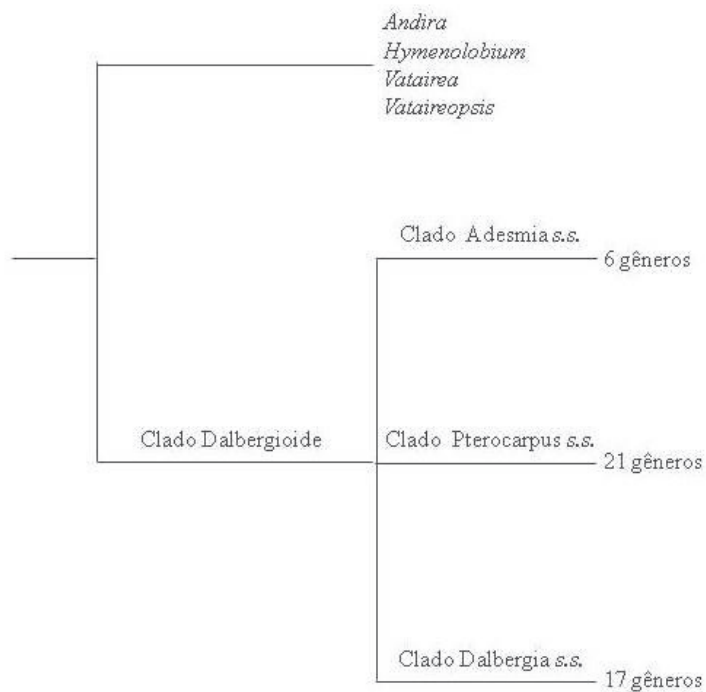 Andira
Hymenolobium
Vatairea
Vataireopsis
Clado Adesmia s.s.
6 gêneros
Clado Dalbergioide
Clado Pterocarpus s.s.
21 gêneros
Clado Dalbergia s.s.
17 gêneros